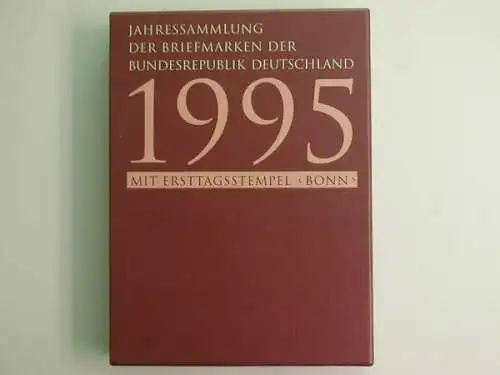 JAHRESSAMMLUNG
DER BRIEFMARKEN DER
BUNDESREPUBLIK DEUTSCHLAND
1995
MIT ERSTTAGSSTEMPEL ‹BONN›